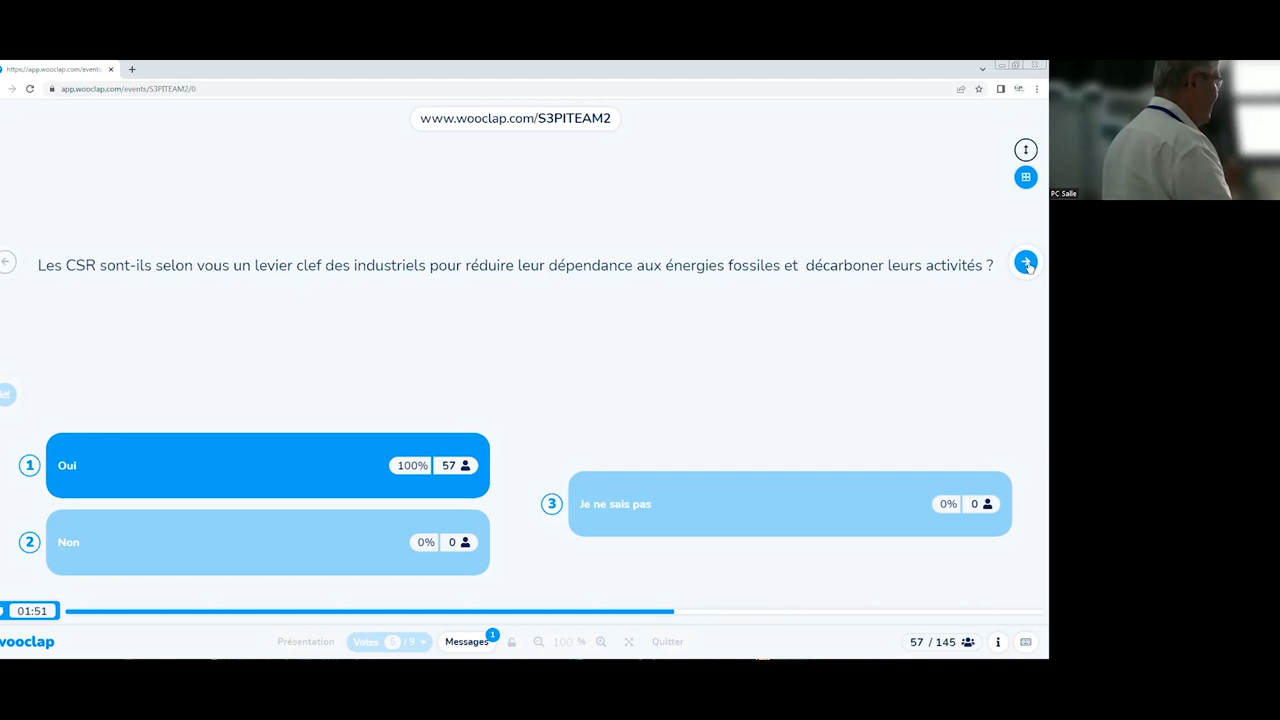 https://app.wooclap.com/events
app.wooclap.com/events/S3PITEAM2/0
www.wooclap.com/S3PITEAM2
PC Salle
Les CSR sont-ils selon vous un levier clef des industriels pour réduire leur dépendance aux énergies fossiles et décarboner leurs activités ?
1 Oui 100% 57
2 Non 0% 0
3 Je ne sais pas 0% 0
01:51
wooclap Présentation Votes 5 / 9 Messages 1 100 % Quitter 57 / 145